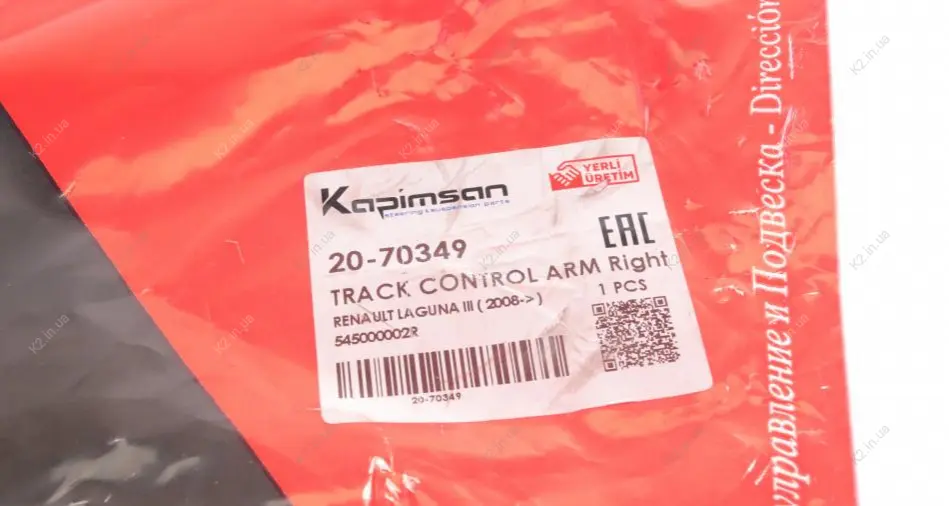 Kapimsan
steering & suspension parts
YERLİ
ÜRETİM
20-70349
EAC
TRACK CONTROL ARM Right
RENAULT LAGUNA III ( 2008-> )
1 PCS
545000002R
20-70349
управление и Подвеска - Dirección
K2.in.ua